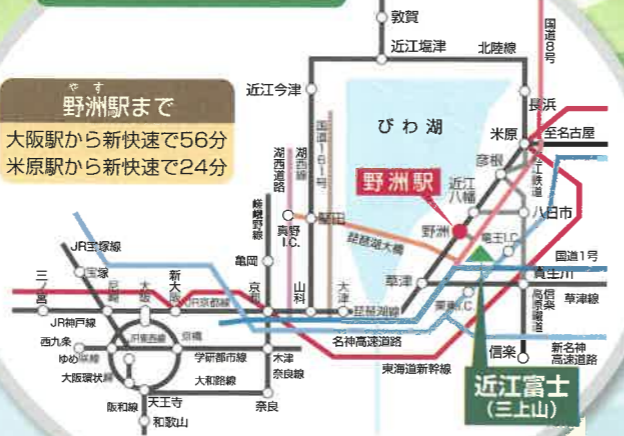 敦賀
国道8号
近江塩津
北陸線
や す
野洲駅まで
大阪駅から新快速で56分
米原駅から新快速で24分
近江今津
長浜
びわ湖
米原
至名古屋
湖西道路
湖西線
国道161号
彦根
近江鉄道
野洲駅
近江
八幡
嵯峨野線
真野
I.C.
堅田
琵琶湖大橋
野洲
八日市
竜王I.C.
JR宝塚線
宝塚
亀岡
国道1号
三ノ宮
尼崎
大阪
新大阪
JR京都線
京都
山科
大津
草津
栗東I.C.
貴生川
草津線
JR神戸線
琵琶湖線
信楽
高原鐵道
西九条
JR東西線
京橋
名神高速道路
ゆめ咲線
学研都市線
木津
奈良線
東海道新幹線
信楽
新名神
高速道路
大阪環状線
大和路線
近江富士
(三上山)
阪和線
天王寺
奈良
和歌山